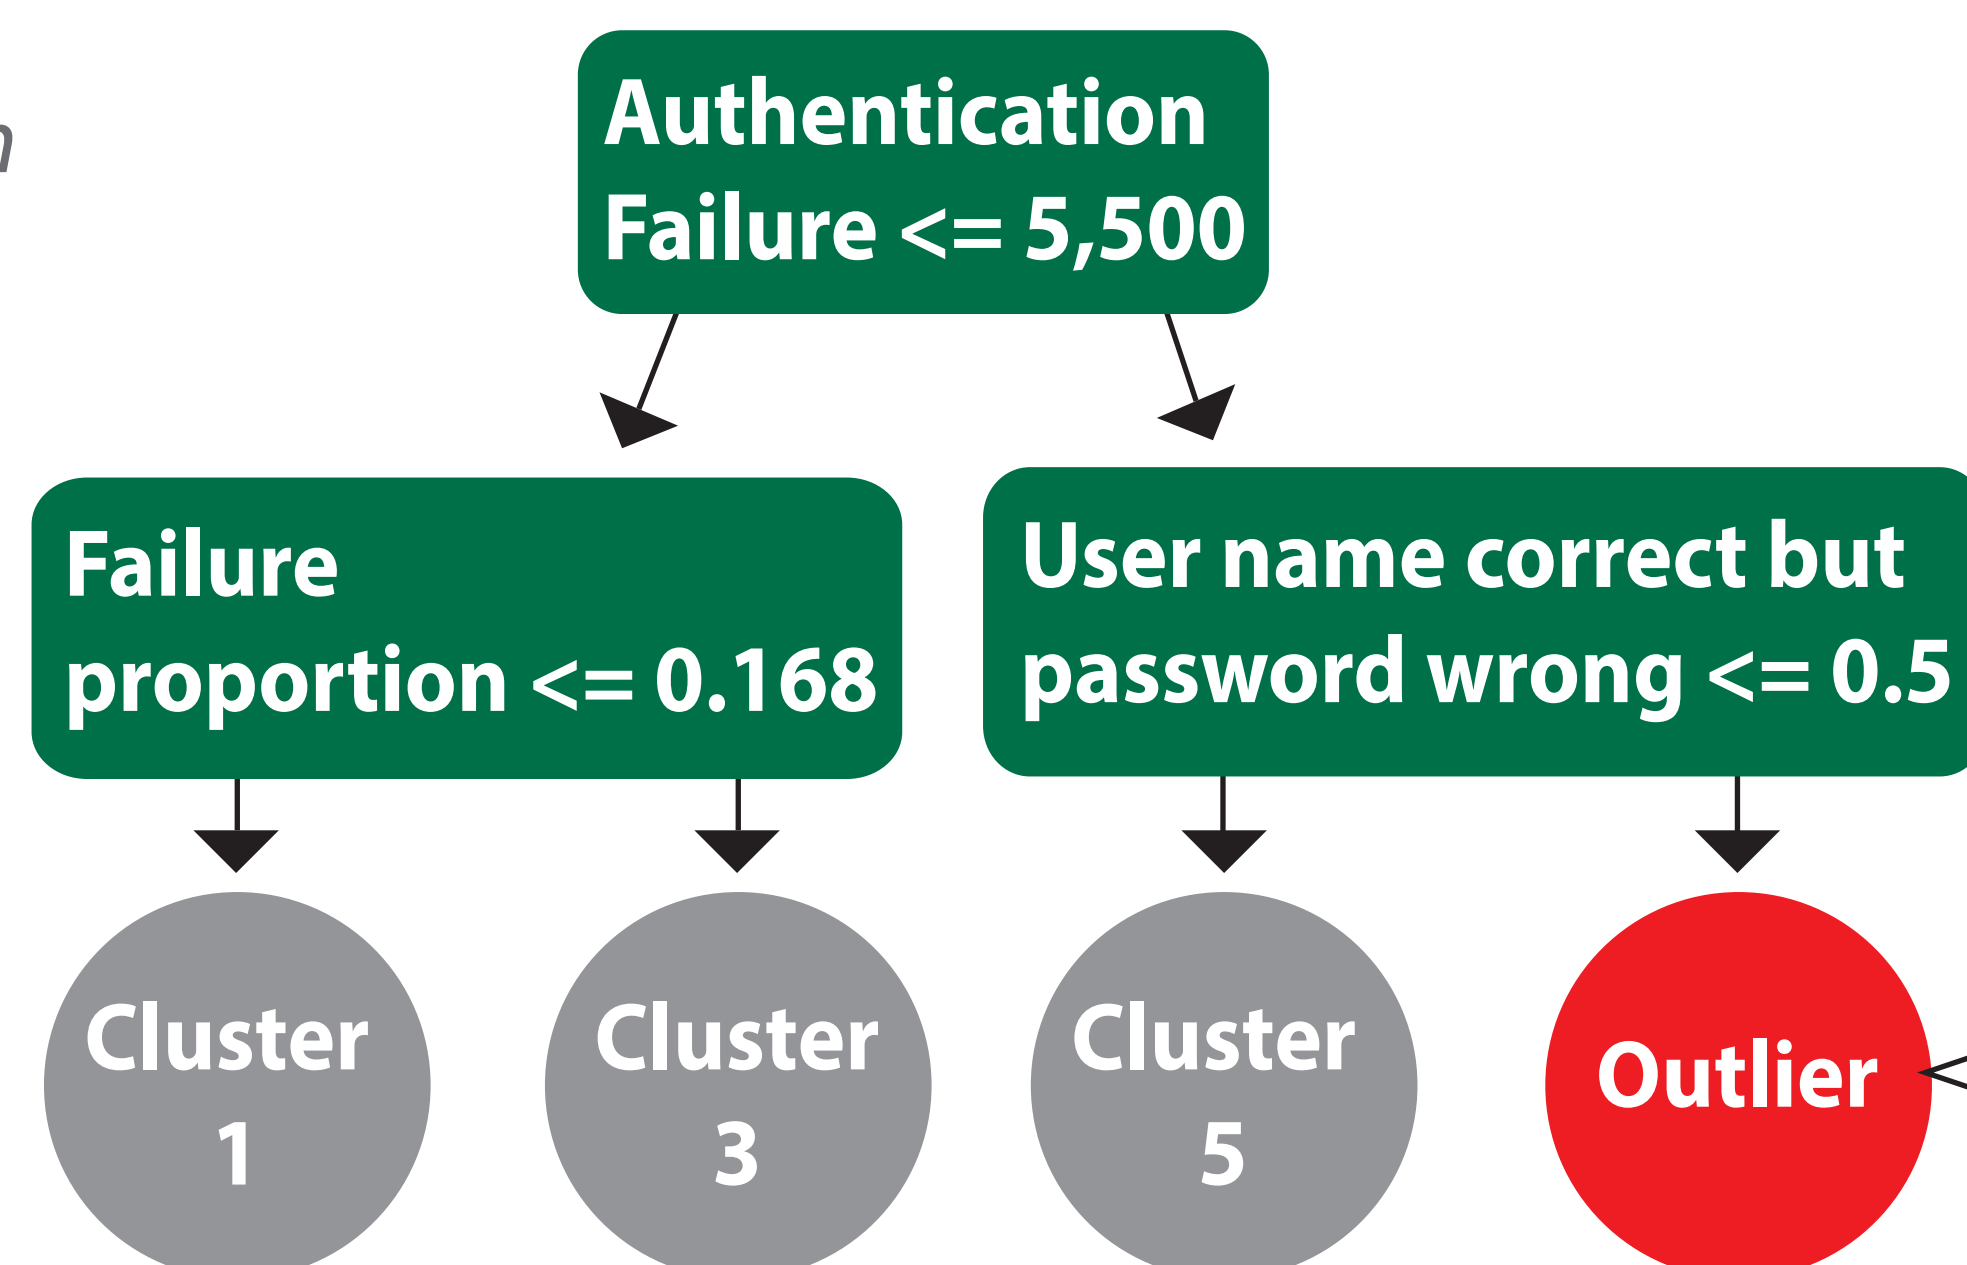 Authentication
Failure <= 5,500
Failure
proportion <= 0.168
User name correct but
password wrong <= 0.5
Cluster
1
Cluster
3
Cluster
5
Outlier